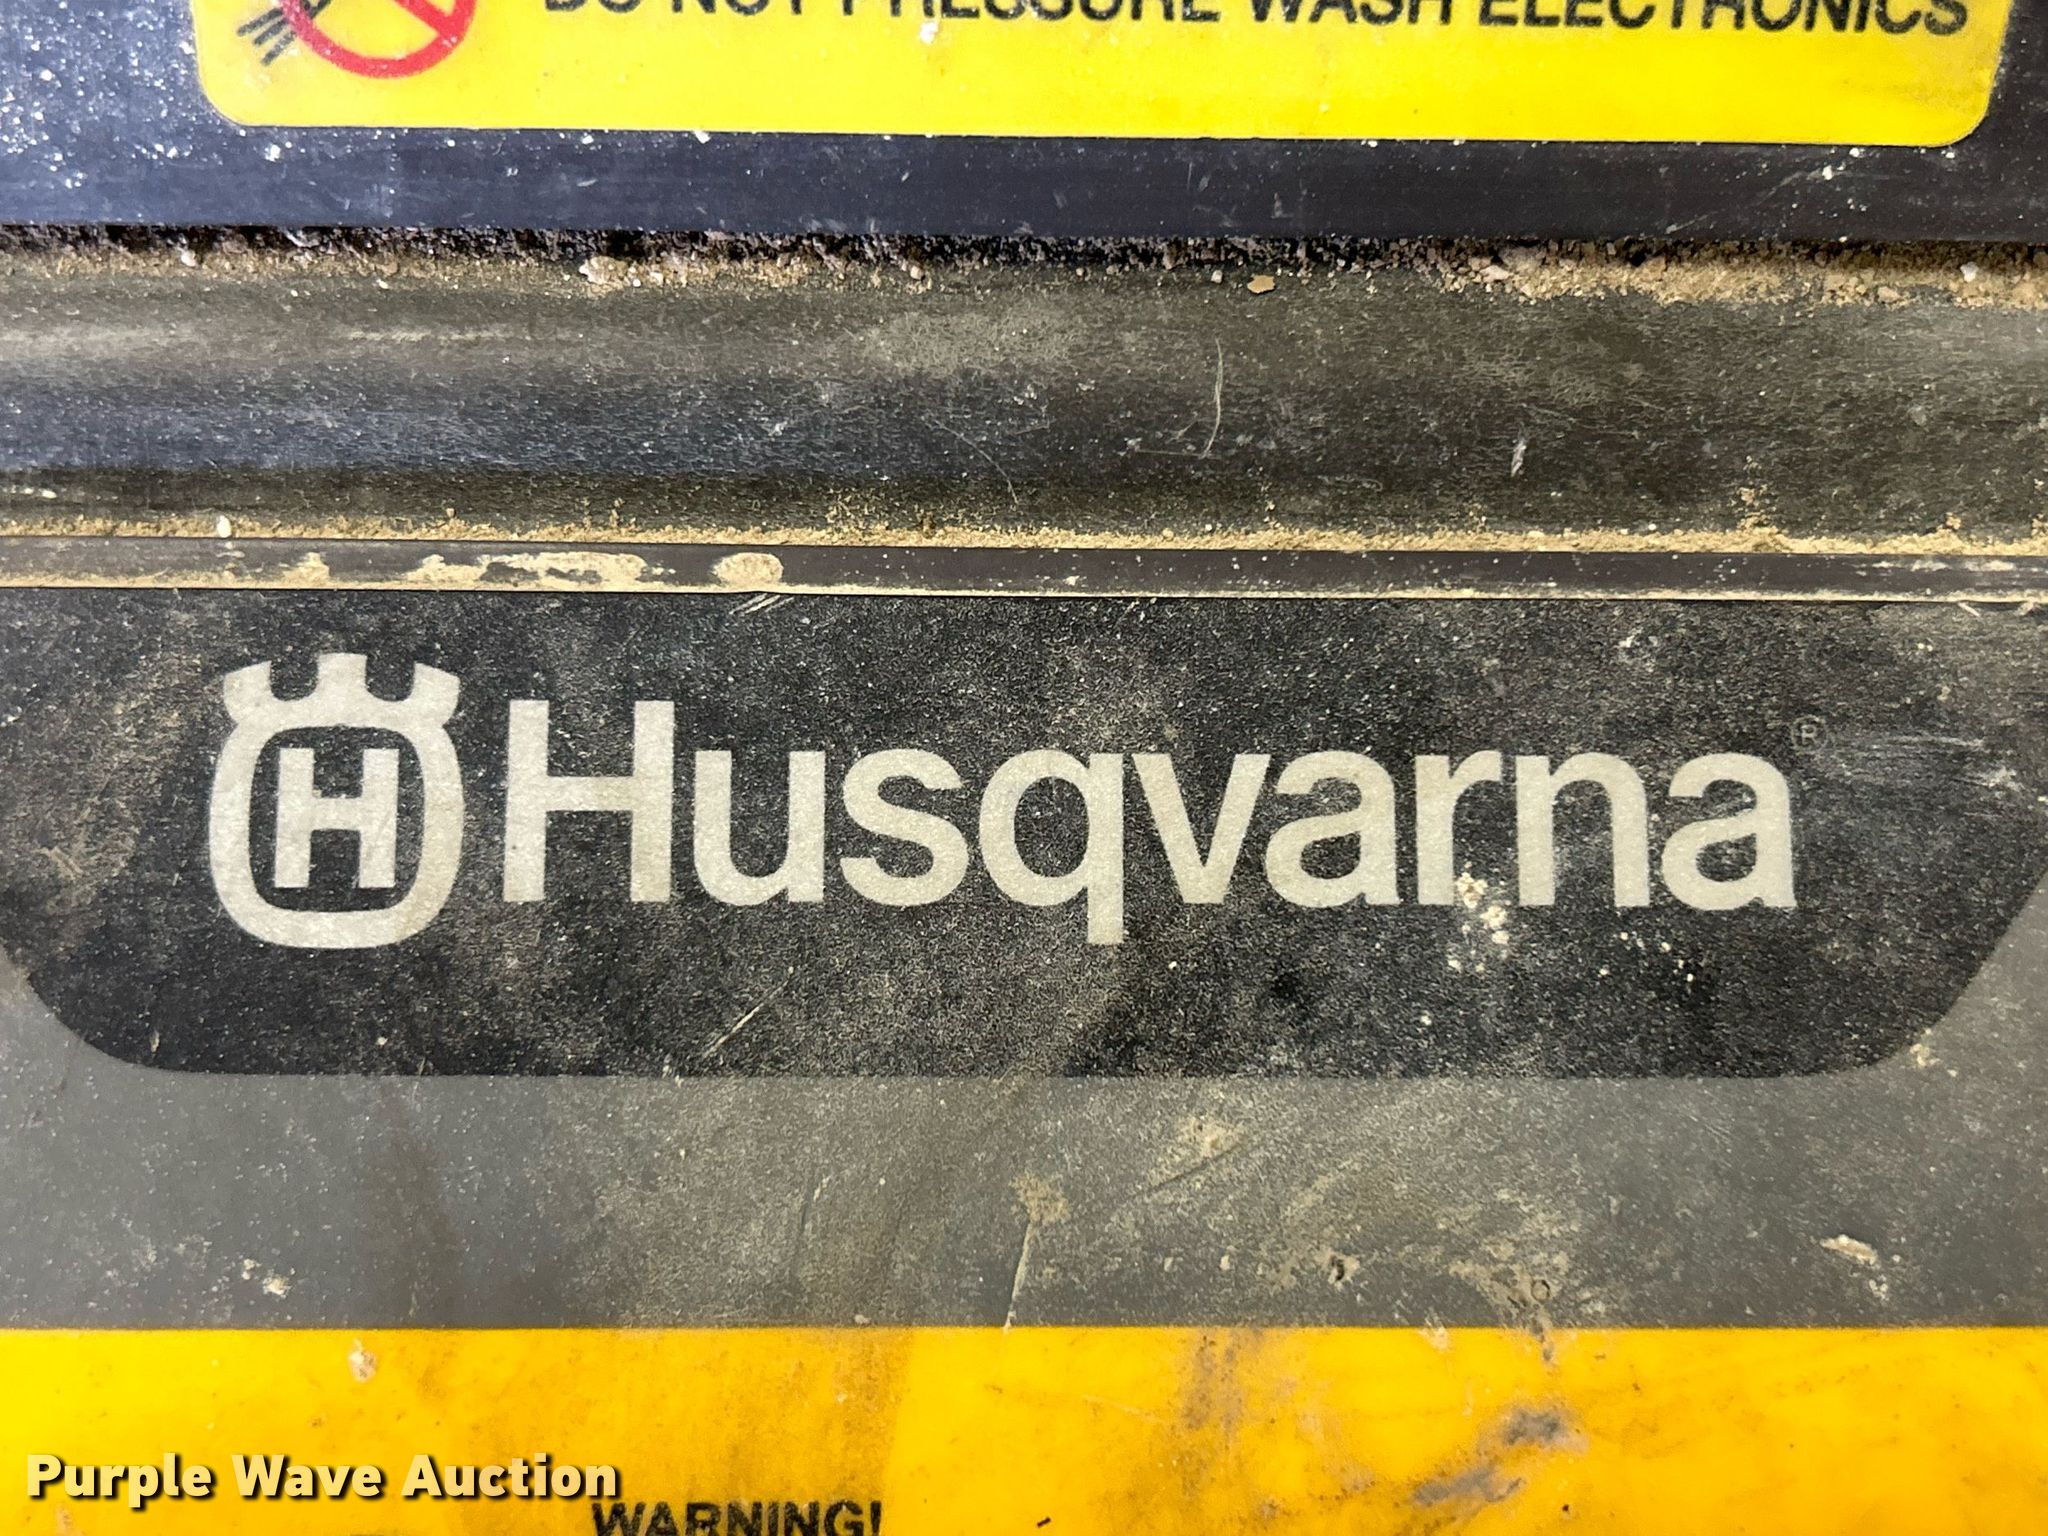 DO NOT PRESSURE WASH ELECTRONICS
H Husqvarna ®
Purple Wave Auction
WARNING!